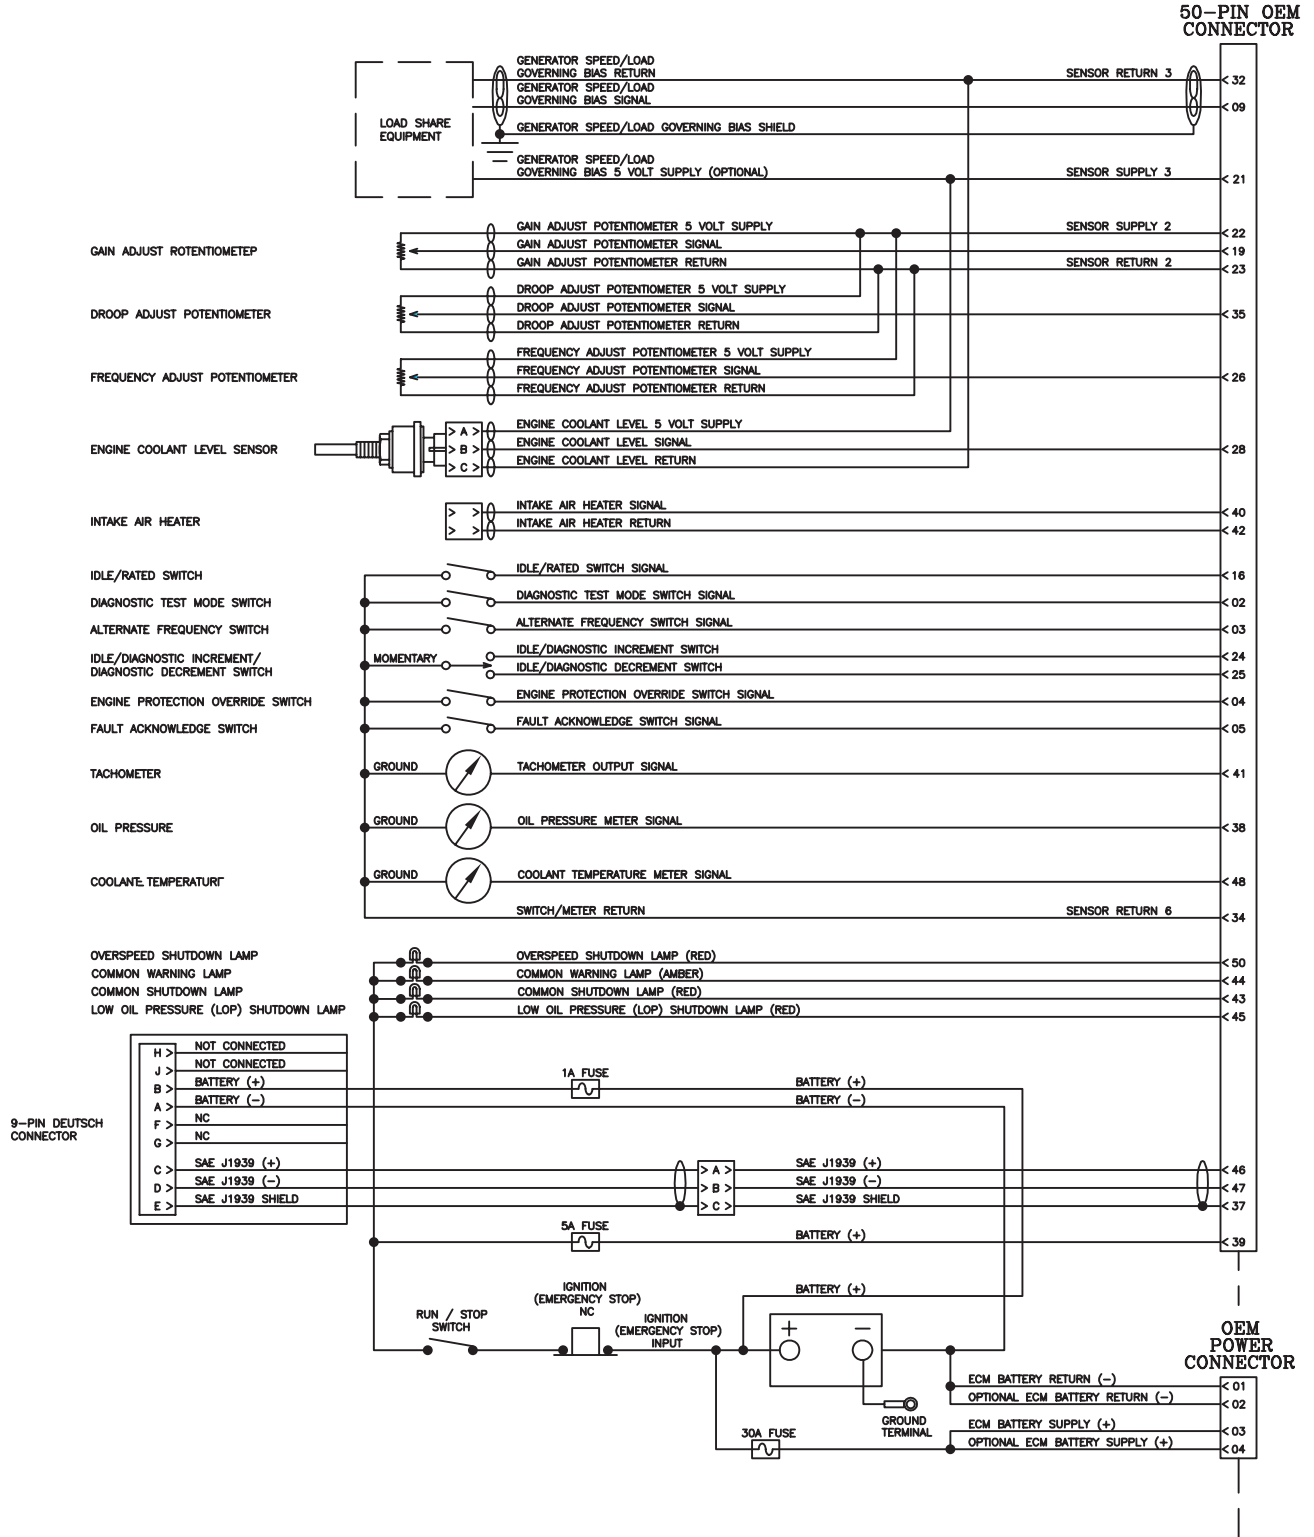 50-PIN OEM
CONNECTOR
GENERATOR SPEED/LOAD
GOVERNING BIAS RETURN
SENSOR RETURN 3
32
GENERATOR SPEED/LOAD
GOVERNING BIAS SIGNAL
09
LOAD SHARE
EQUIPMENT
GENERATOR SPEED/LOAD GOVERNING BIAS SHIELD
GENERATOR SPEED/LOAD
GOVERNING BIAS 5 VOLT SUPPLY (OPTIONAL)
SENSOR SUPPLY 3
21
GAIN ADJUST ROTENTIOMETEP
GAIN ADJUST POTENTIOMETER 5 VOLT SUPPLY
SENSOR SUPPLY 2
22
GAIN ADJUST POTENTIOMETER SIGNAL
19
GAIN ADJUST POTENTIOMETER RETURN
SENSOR RETURN 2
23
DROOP ADJUST POTENTIOMETER
DROOP ADJUST POTENTIOMETER 5 VOLT SUPPLY
DROOP ADJUST POTENTIOMETER SIGNAL
35
DROOP ADJUST POTENTIOMETER RETURN
FREQUENCY ADJUST POTENTIOMETER
FREQUENCY ADJUST POTENTIOMETER 5 VOLT SUPPLY
FREQUENCY ADJUST POTENTIOMETER SIGNAL
26
FREQUENCY ADJUST POTENTIOMETER RETURN
ENGINE COOLANT LEVEL SENSOR
A
ENGINE COOLANT LEVEL 5 VOLT SUPPLY
B
ENGINE COOLANT LEVEL SIGNAL
28
C
ENGINE COOLANT LEVEL RETURN
INTAKE AIR HEATER
INTAKE AIR HEATER SIGNAL
40
INTAKE AIR HEATER RETURN
42
IDLE/RATED SWITCH
IDLE/RATED SWITCH SIGNAL
16
DIAGNOSTIC TEST MODE SWITCH
DIAGNOSTIC TEST MODE SWITCH SIGNAL
02
ALTERNATE FREQUENCY SWITCH
ALTERNATE FREQUENCY SWITCH SIGNAL
03
IDLE/DIAGNOSTIC INCREMENT/
DIAGNOSTIC DECREMENT SWITCH
MOMENTARY
IDLE/DIAGNOSTIC INCREMENT SWITCH
24
IDLE/DIAGNOSTIC DECREMENT SWITCH
25
ENGINE PROTECTION OVERRIDE SWITCH
ENGINE PROTECTION OVERRIDE SWITCH SIGNAL
04
FAULT ACKNOWLEDGE SWITCH
FAULT ACKNOWLEDGE SWITCH SIGNAL
05
TACHOMETER
GROUND
TACHOMETER OUTPUT SIGNAL
41
OIL PRESSURE
GROUND
OIL PRESSURE METER SIGNAL
38
GROUND
COOLANT TEMPERATURE METER SIGNAL
48
SWITCH/METER RETURN
SENSOR RETURN 6
34
OVERSPEED SHUTDOWN LAMP
OVERSPEED SHUTDOWN LAMP (RED)
50
COMMON WARNING LAMP
COMMON WARNING LAMP (AMBER)
44
COMMON SHUTDOWN LAMP
COMMON SHUTDOWN LAMP (RED)
43
LOW OIL PRESSURE (LOP) SHUTDOWN LAMP
LOW OIL PRESSURE (LOP) SHUTDOWN LAMP (RED)
45
9-PIN DEUTSCH
CONNECTOR
H
NOT CONNECTED
J
NOT CONNECTED
B
BATTERY (+)
1A FUSE
BATTERY (+)
A
BATTERY (-)
BATTERY (-)
F
NC
G
NC
C
SAE J1939 (+)
A
SAE J1939 (+)
46
D
SAE J1939 (-)
B
SAE J1939 (-)
47
E
SAE J1939 SHIELD
C
SAE J1939 SHIELD
37
5A FUSE
BATTERY (+)
39
RUN / STOP
SWITCH
IGNITION
(EMERGENCY STOP)
NC
IGNITION
(EMERGENCY STOP)
INPUT
BATTERY (+)
+
-
GROUND
TERMINAL
30A FUSE
OEM
POWER
CONNECTOR
ECM BATTERY RETURN (-)
01
OPTIONAL ECM BATTERY RETURN (-)
02
ECM BATTERY SUPPLY (+)
03
OPTIONAL ECM BATTERY SUPPLY (+)
04